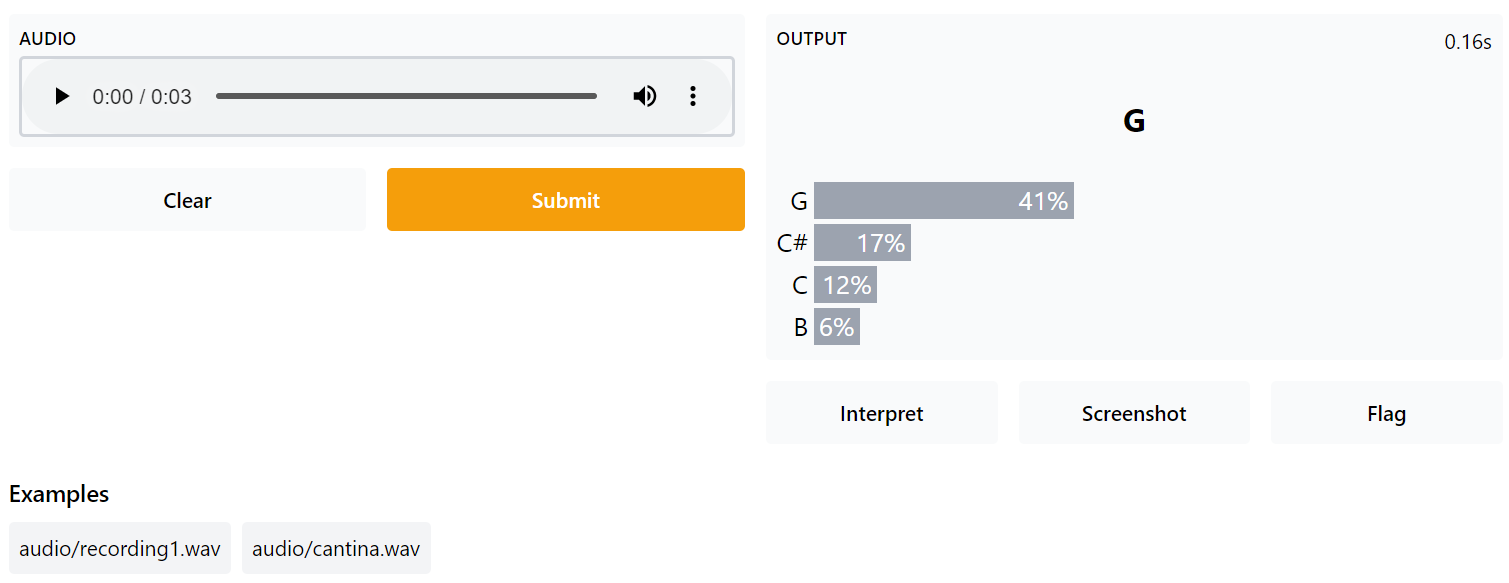 AUDIO
0:00 / 0:03
Clear
Submit
OUTPUT
0.16s
G
G 41%
C# 17%
C 12%
B 6%
Interpret
Screenshot
Flag
Examples
audio/recording1.wav
audio/cantina.wav